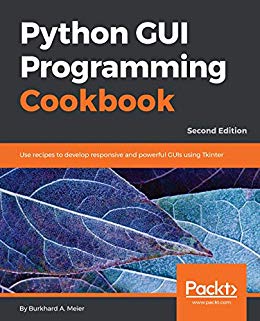 Python GUI
Programming
Cookbook
Second Edition
Use recipes to develop responsive and powerful GUIs using Tkinter
By Burkhard A. Meier
Packt>
www.packt.com